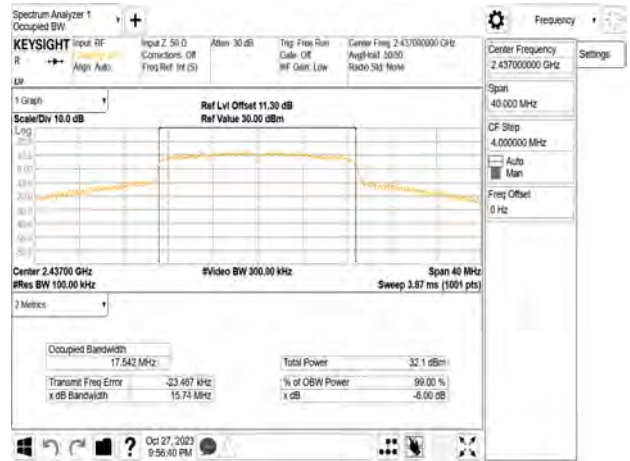 Spectrum Analyzer 1
Occupied BW
Frequency
KEYSIGHT Input: RF Input Z: 50 Ω Atten: 30 dB Trig: Free Run Center Freq: 2.437000000 GHz
R Corrections: Off Gate: Off Avg|Hold: 50/50
Align: Auto Freq Ref: Int (S) #IF Gain: Low Radio Std: None
Center Frequency
2.437000000 GHz
Settings
Span
40.000 MHz
CF Step
4.000000 MHz
Auto
Man
Freq Offset
0 Hz
1 Graph
Scale/Div 10.0 dB
Ref Lvl Offset 11.30 dB
Ref Value 30.00 dBm
Log
Center 2.43700 GHz
#Res BW 100.00 kHz
#Video BW 300.00 kHz
Span 40 MHz
Sweep 3.87 ms (1001 pts)
2 Metrics
Occupied Bandwidth
17.542 MHz
Total Power 32.1 dBm
Transmit Freq Error -23.467 kHz
% of OBW Power 99.00 %
x dB Bandwidth 15.74 MHz
x dB -6.00 dB
Oct 27, 2023
9:56:40 PM